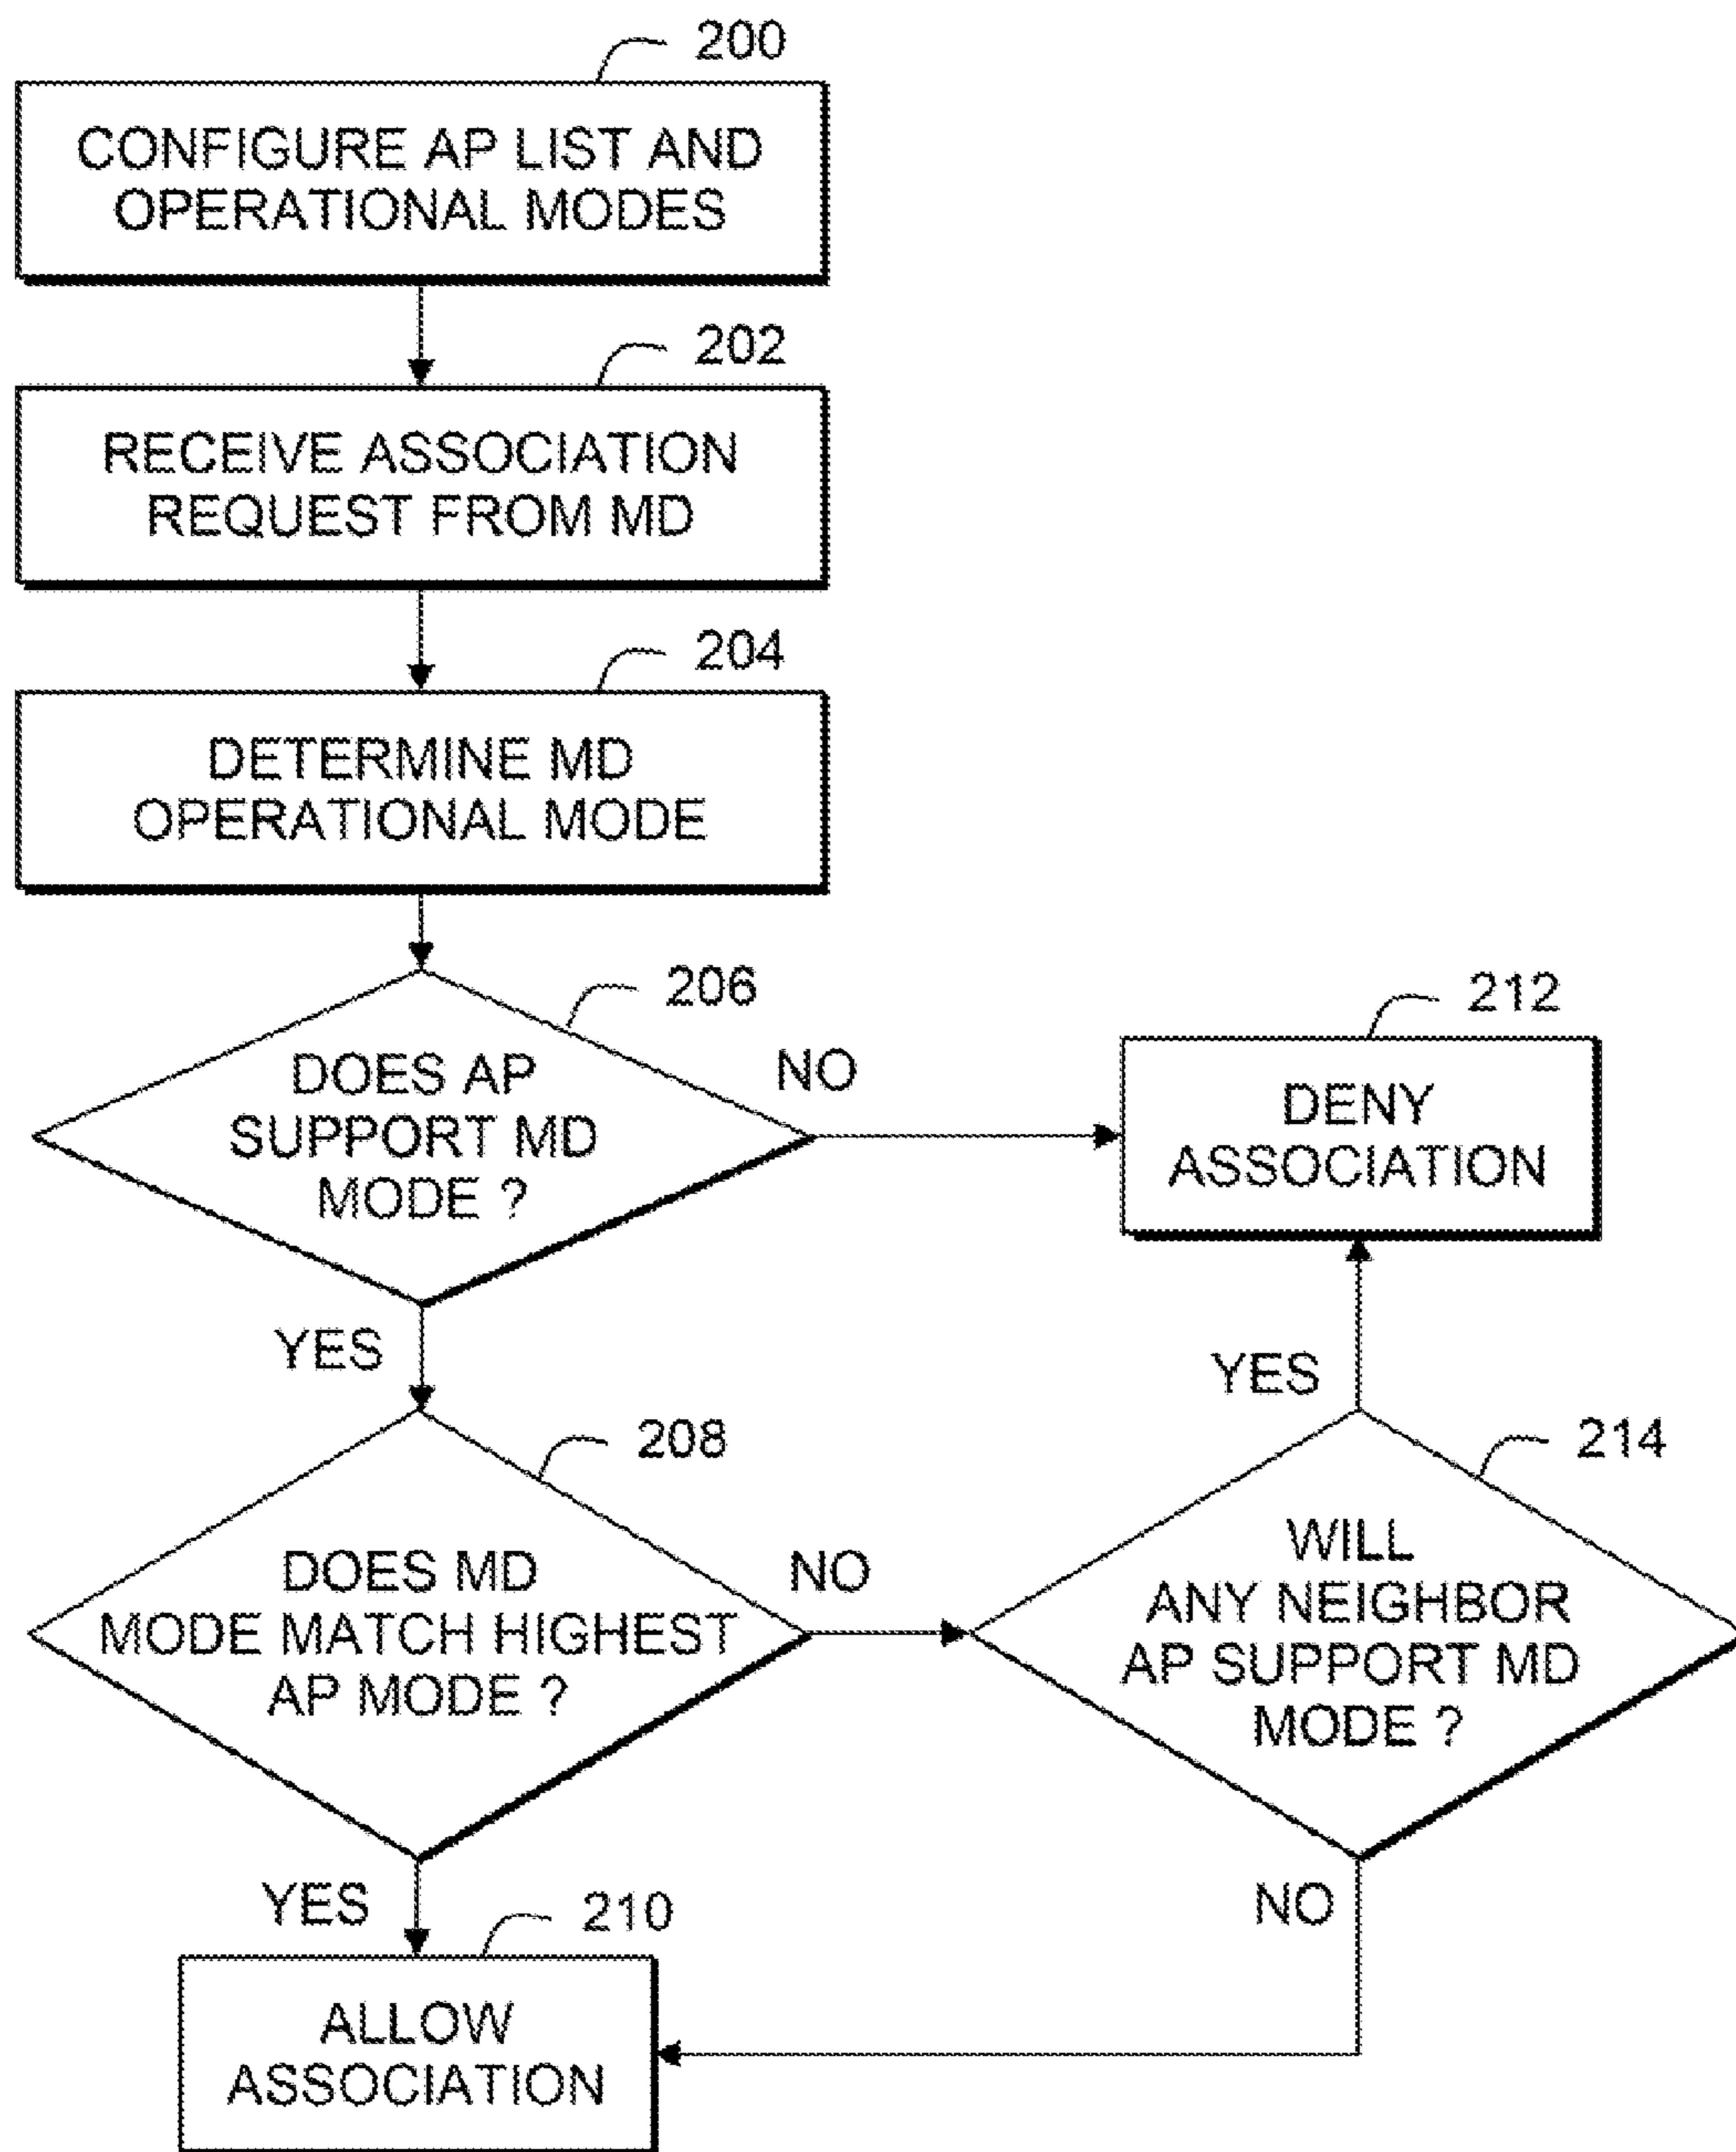 200
CONFIGURE AP LIST AND
OPERATIONAL MODES
202
RECEIVE ASSOCIATION
REQUEST FROM MD
204
DETERMINE MD
OPERATIONAL MODE
206
DOES AP
SUPPORT MD
MODE ?
NO
212
DENY
ASSOCIATION
YES
YES
208
DOES MD
MODE MATCH HIGHEST
AP MODE ?
NO
214
WILL
ANY NEIGHBOR
AP SUPPORT MD
MODE ?
YES
NO
210
ALLOW
ASSOCIATION